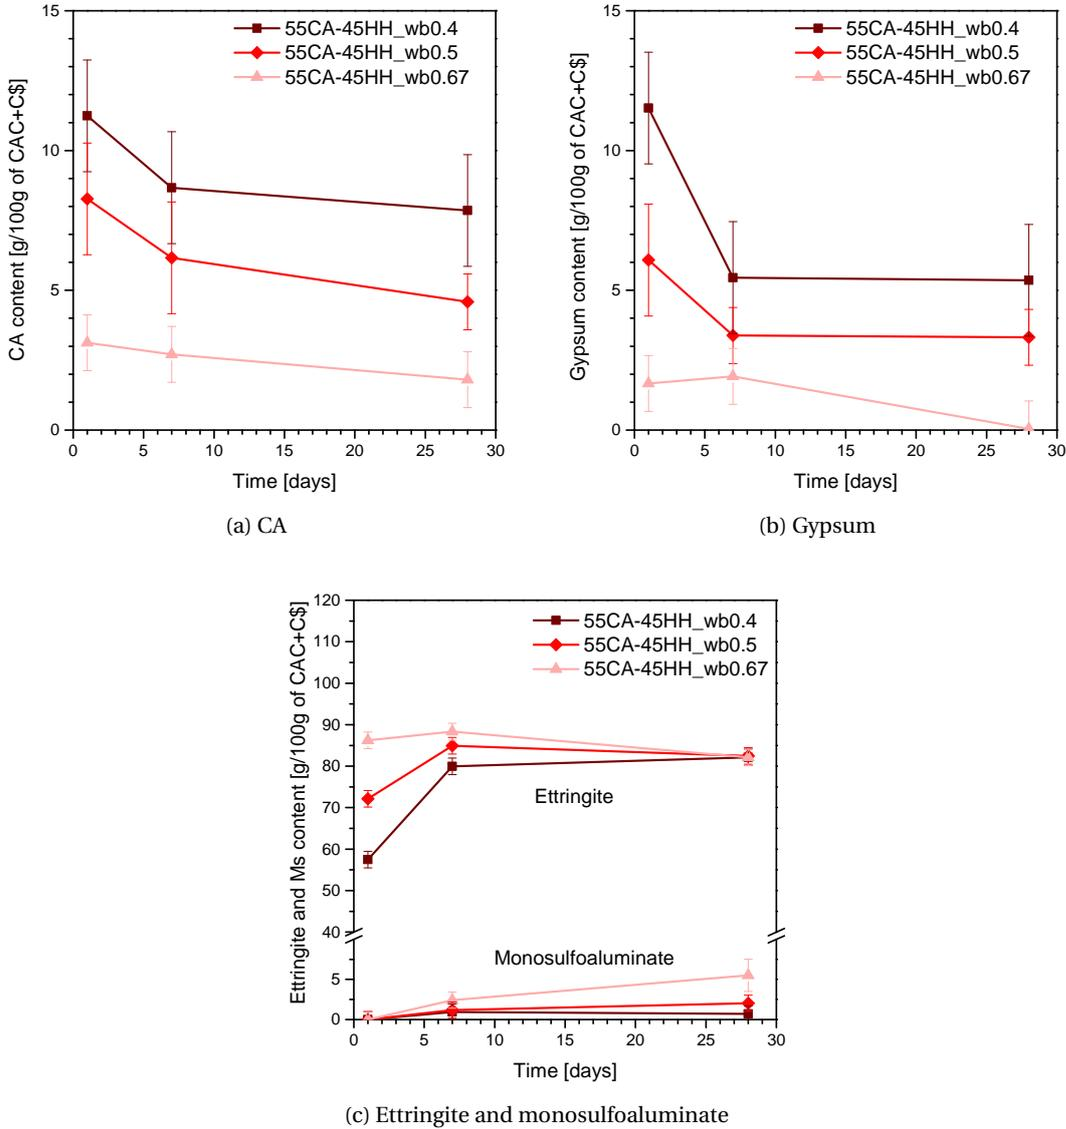 55CA-45HH_wb0.4
55CA-45HH_wb0.5
55CA-45HH_wb0.67
CA content [g/100g of CAC+C$]
15
10
5
0
0 5 10 15 20 25 30
Time [days]
(a) CA
55CA-45HH_wb0.4
55CA-45HH_wb0.5
55CA-45HH_wb0.67
Gypsum content [g/100g of CAC+C$]
15
10
5
0
0 5 10 15 20 25 30
Time [days]
(b) Gypsum
55CA-45HH_wb0.4
55CA-45HH_wb0.5
55CA-45HH_wb0.67
Ettringite and Ms content [g/100g of CAC+C$]
120
110
100
90
80
70
60
50
40
5
0
Ettringite
Monosulfoaluminate
0 5 10 15 20 25 30
Time [days]
(c) Ettringite and monosulfoaluminate